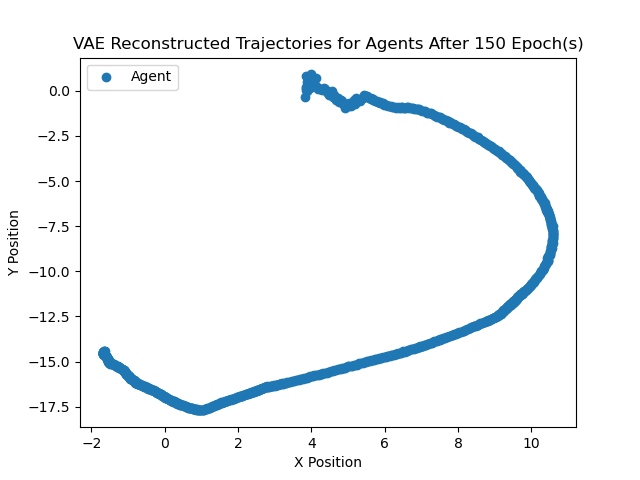 VAE Reconstructed Trajectories for Agents After 150 Epoch(s)
Agent
0.0
−2.5
−5.0
−7.5
−10.0
−12.5
−15.0
−17.5
Y Position
−2 0 2 4 6 8 10
X Position